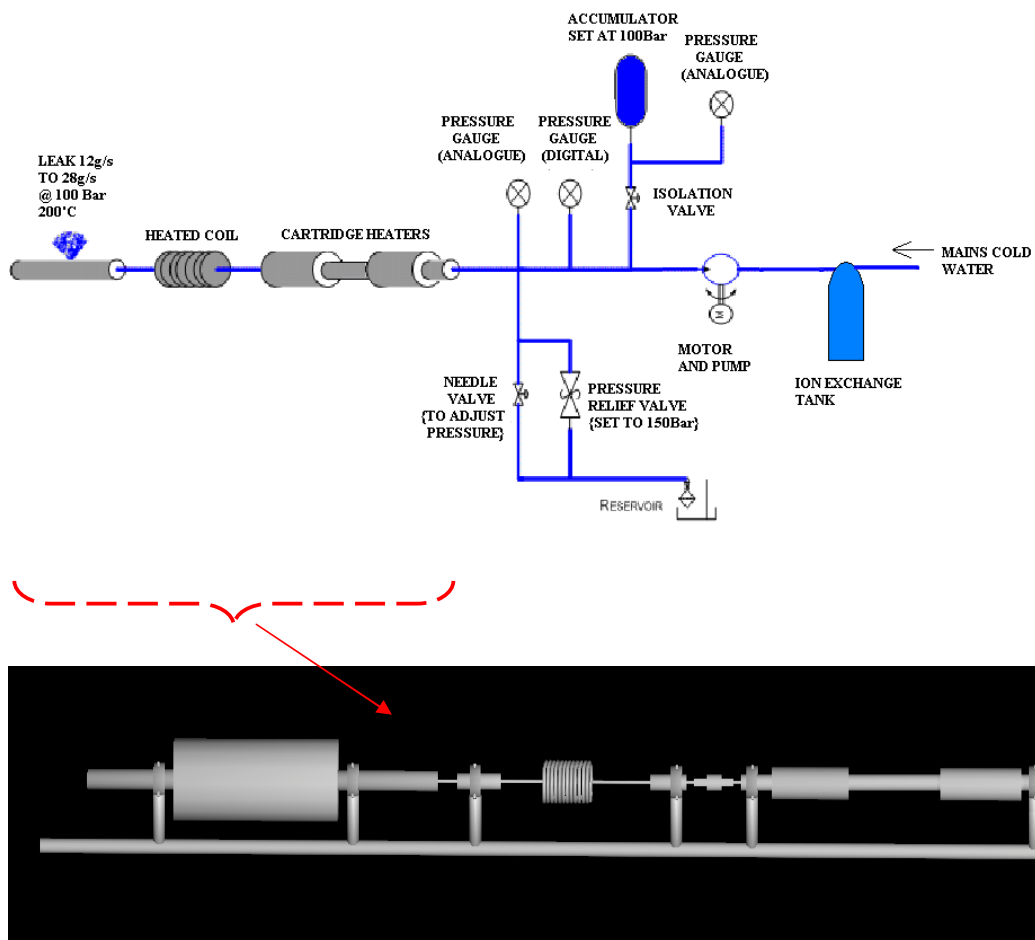 ACCUMULATOR
SET AT 100Bar
PRESSURE
GAUGE
(ANALOGUE)
PRESSURE
GAUGE
(ANALOGUE)
PRESSURE
GAUGE
(DIGITAL)
LEAK 12g/s
TO 28g/s
@ 100 Bar
200°C
ISOLATION
VALVE
HEATED COIL
CARTRIDGE HEATERS
MAINS COLD
WATER
M
MOTOR
AND PUMP
ION EXCHANGE
TANK
NEEDLE
VALVE
{TO ADJUST
PRESSURE}
PRESSURE
RELIEF VALVE
{SET TO 150Bar}
RESERVOIR